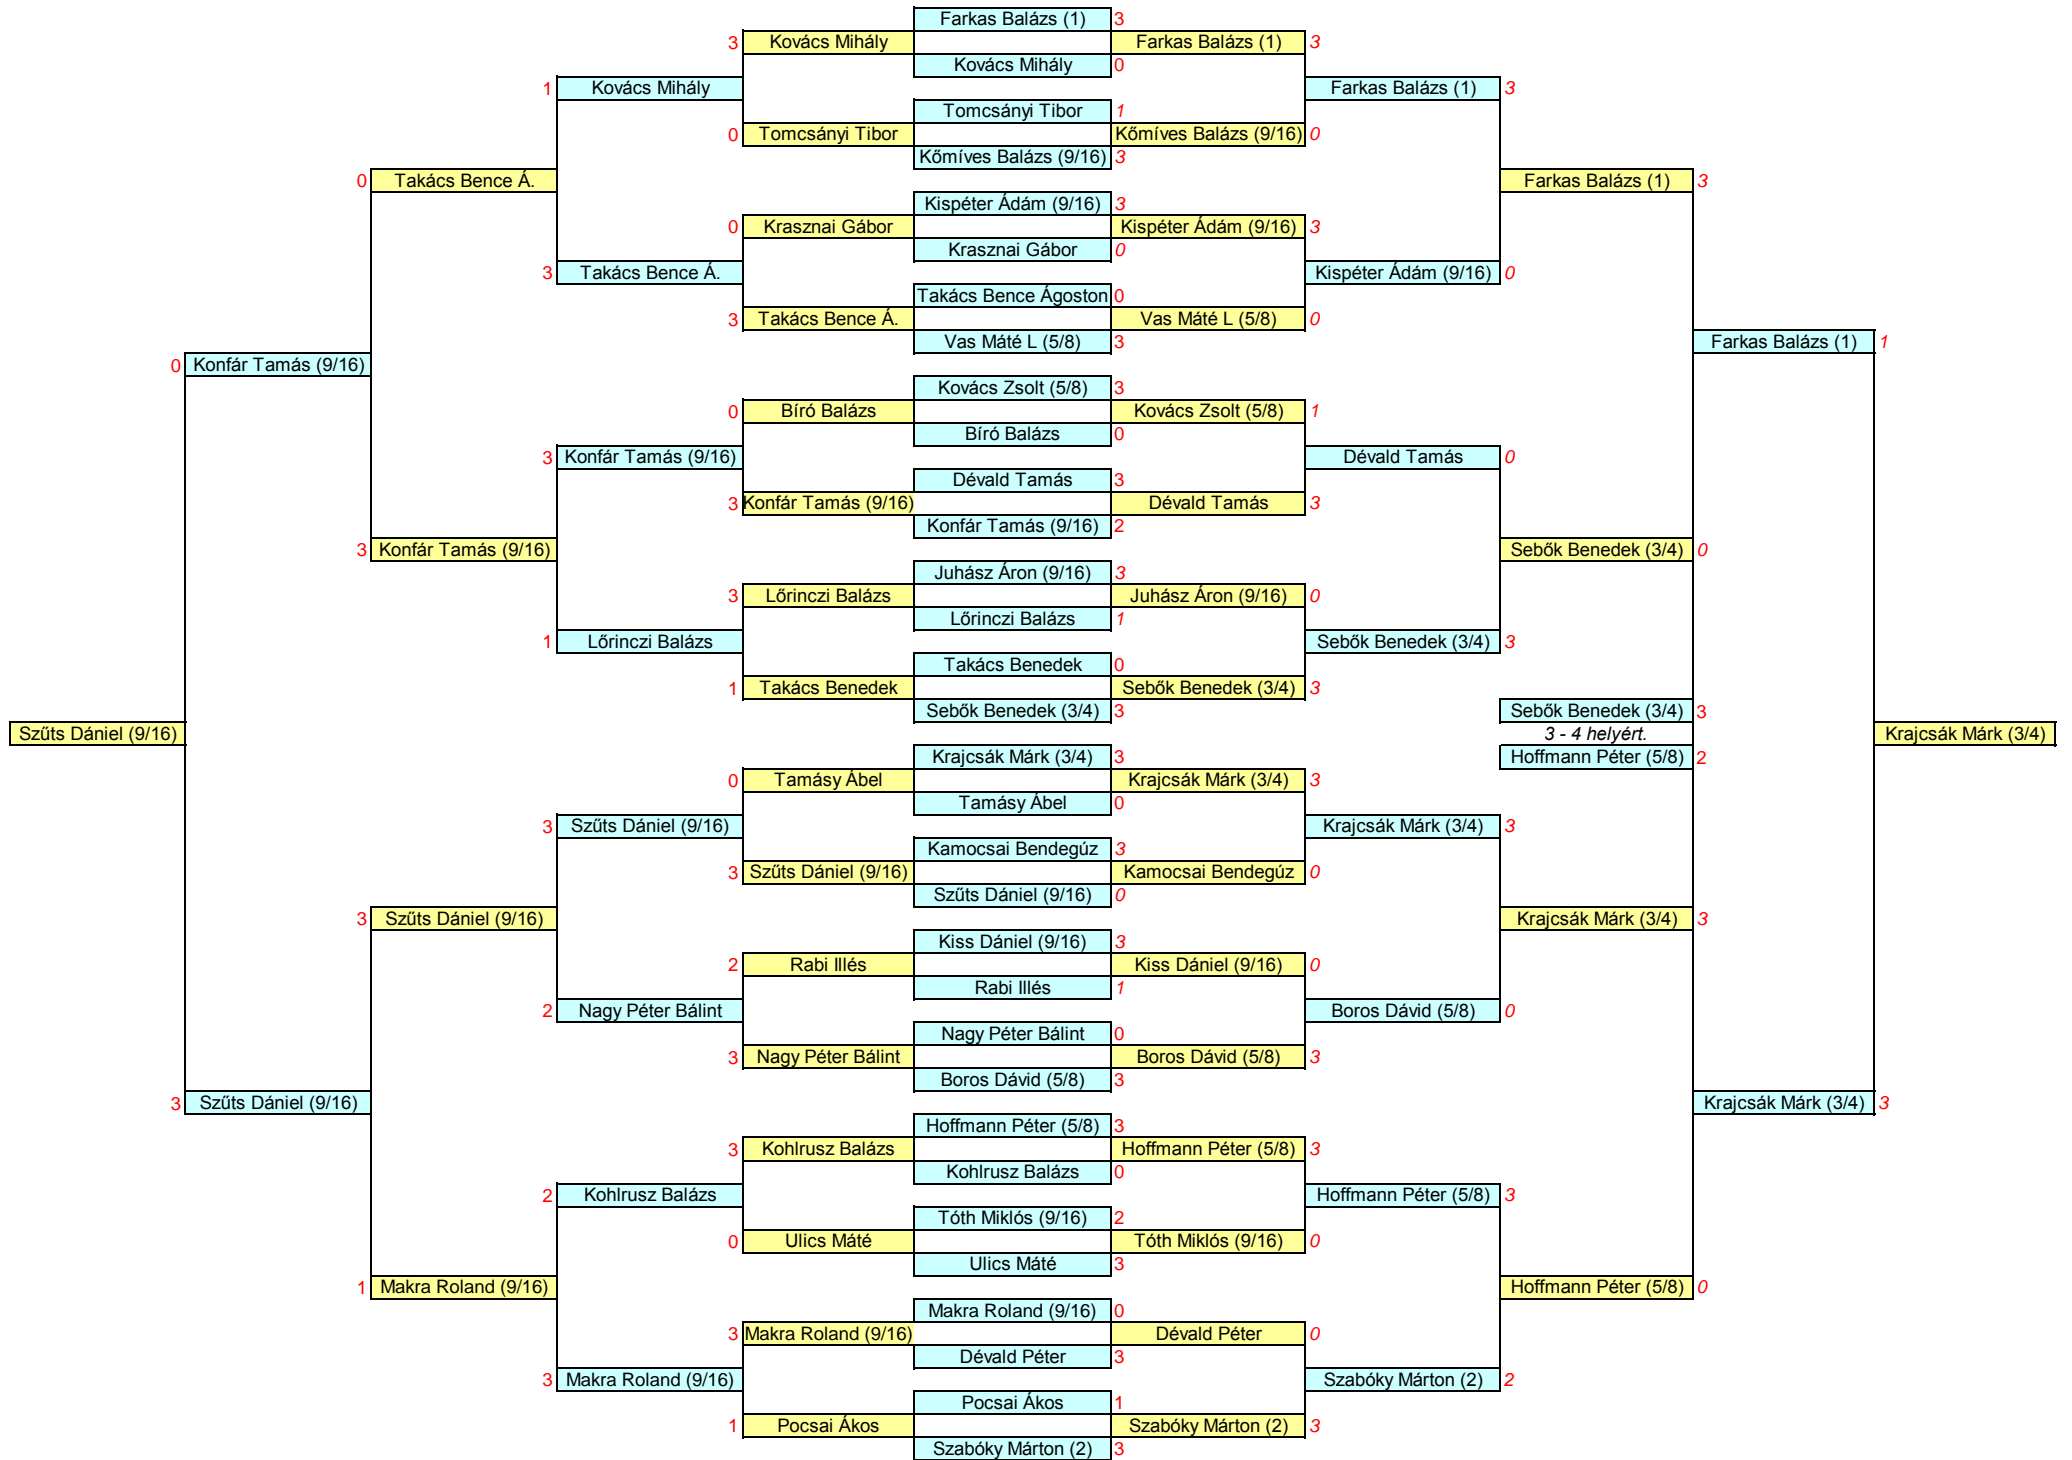 Farkas Balázs (1) 3
3 Kovács Mihály Farkas Balázs (1) 3
Kovács Mihály 0
1 Kovács Mihály Farkas Balázs (1) 3
Tomcsányi Tibor 1
0 Tomcsányi Tibor Kőmíves Balázs (9/16) 0
Kőmíves Balázs (9/16) 3
0 Takács Bence Á. Farkas Balázs (1) 3
Kispéter Ádám (9/16) 3
0 Krasznai Gábor Kispéter Ádám (9/16) 3
Krasznai Gábor 0
3 Takács Bence Á. Kispéter Ádám (9/16) 0
Takács Bence Ágoston 0
3 Takács Bence Á. Vas Máté L (5/8) 0
Vas Máté L (5/8) 3 Farkas Balázs (1) 1
0 Konfár Tamás (9/16)
Kovács Zsolt (5/8) 3
0 Bíró Balázs Kovács Zsolt (5/8) 1
Bíró Balázs 0
3 Konfár Tamás (9/16) Dévald Tamás 0
Dévald Tamás 3
3 Konfár Tamás (9/16) Dévald Tamás 3
Konfár Tamás (9/16) 2
3 Konfár Tamás (9/16) Sebők Benedek (3/4) 0
Juhász Áron (9/16) 3
3 Lőrinczi Balázs Juhász Áron (9/16) 0
Lőrinczi Balázs 1
1 Lőrinczi Balázs Sebők Benedek (3/4) 3
Takács Benedek 0
1 Takács Benedek Sebők Benedek (3/4) 3
Sebők Benedek (3/4) 3 Sebők Benedek (3/4) 3
Szűts Dániel (9/16) 3 - 4 helyért. Krajcsák Márk (3/4)
Krajcsák Márk (3/4) 3 Hoffmann Péter (5/8) 2
0 Tamásy Ábel Krajcsák Márk (3/4) 3
Tamásy Ábel 0
3 Szűts Dániel (9/16) Krajcsák Márk (3/4) 3
Kamocsai Bendegúz 3
3 Szűts Dániel (9/16) Kamocsai Bendegúz 0
Szűts Dániel (9/16) 0
3 Szűts Dániel (9/16) Krajcsák Márk (3/4) 3
Kiss Dániel (9/16) 3
2 Rabi Illés Kiss Dániel (9/16) 0
Rabi Illés 1
2 Nagy Péter Bálint Boros Dávid (5/8) 0
Nagy Péter Bálint 0
3 Nagy Péter Bálint Boros Dávid (5/8) 3
Boros Dávid (5/8) 3
3 Szűts Dániel (9/16) Krajcsák Márk (3/4) 3
Hoffmann Péter (5/8) 3
3 Kohlrusz Balázs Hoffmann Péter (5/8) 3
Kohlrusz Balázs 0
2 Kohlrusz Balázs Hoffmann Péter (5/8) 3
Tóth Miklós (9/16) 2
0 Ulics Máté Tóth Miklós (9/16) 0
Ulics Máté 3
1 Makra Roland (9/16) Hoffmann Péter (5/8) 0
Makra Roland (9/16) 0
3 Makra Roland (9/16) Dévald Péter 0
Dévald Péter 3
3 Makra Roland (9/16) Szabóky Márton (2) 2
Pocsai Ákos 1
1 Pocsai Ákos Szabóky Márton (2) 3
Szabóky Márton (2) 3